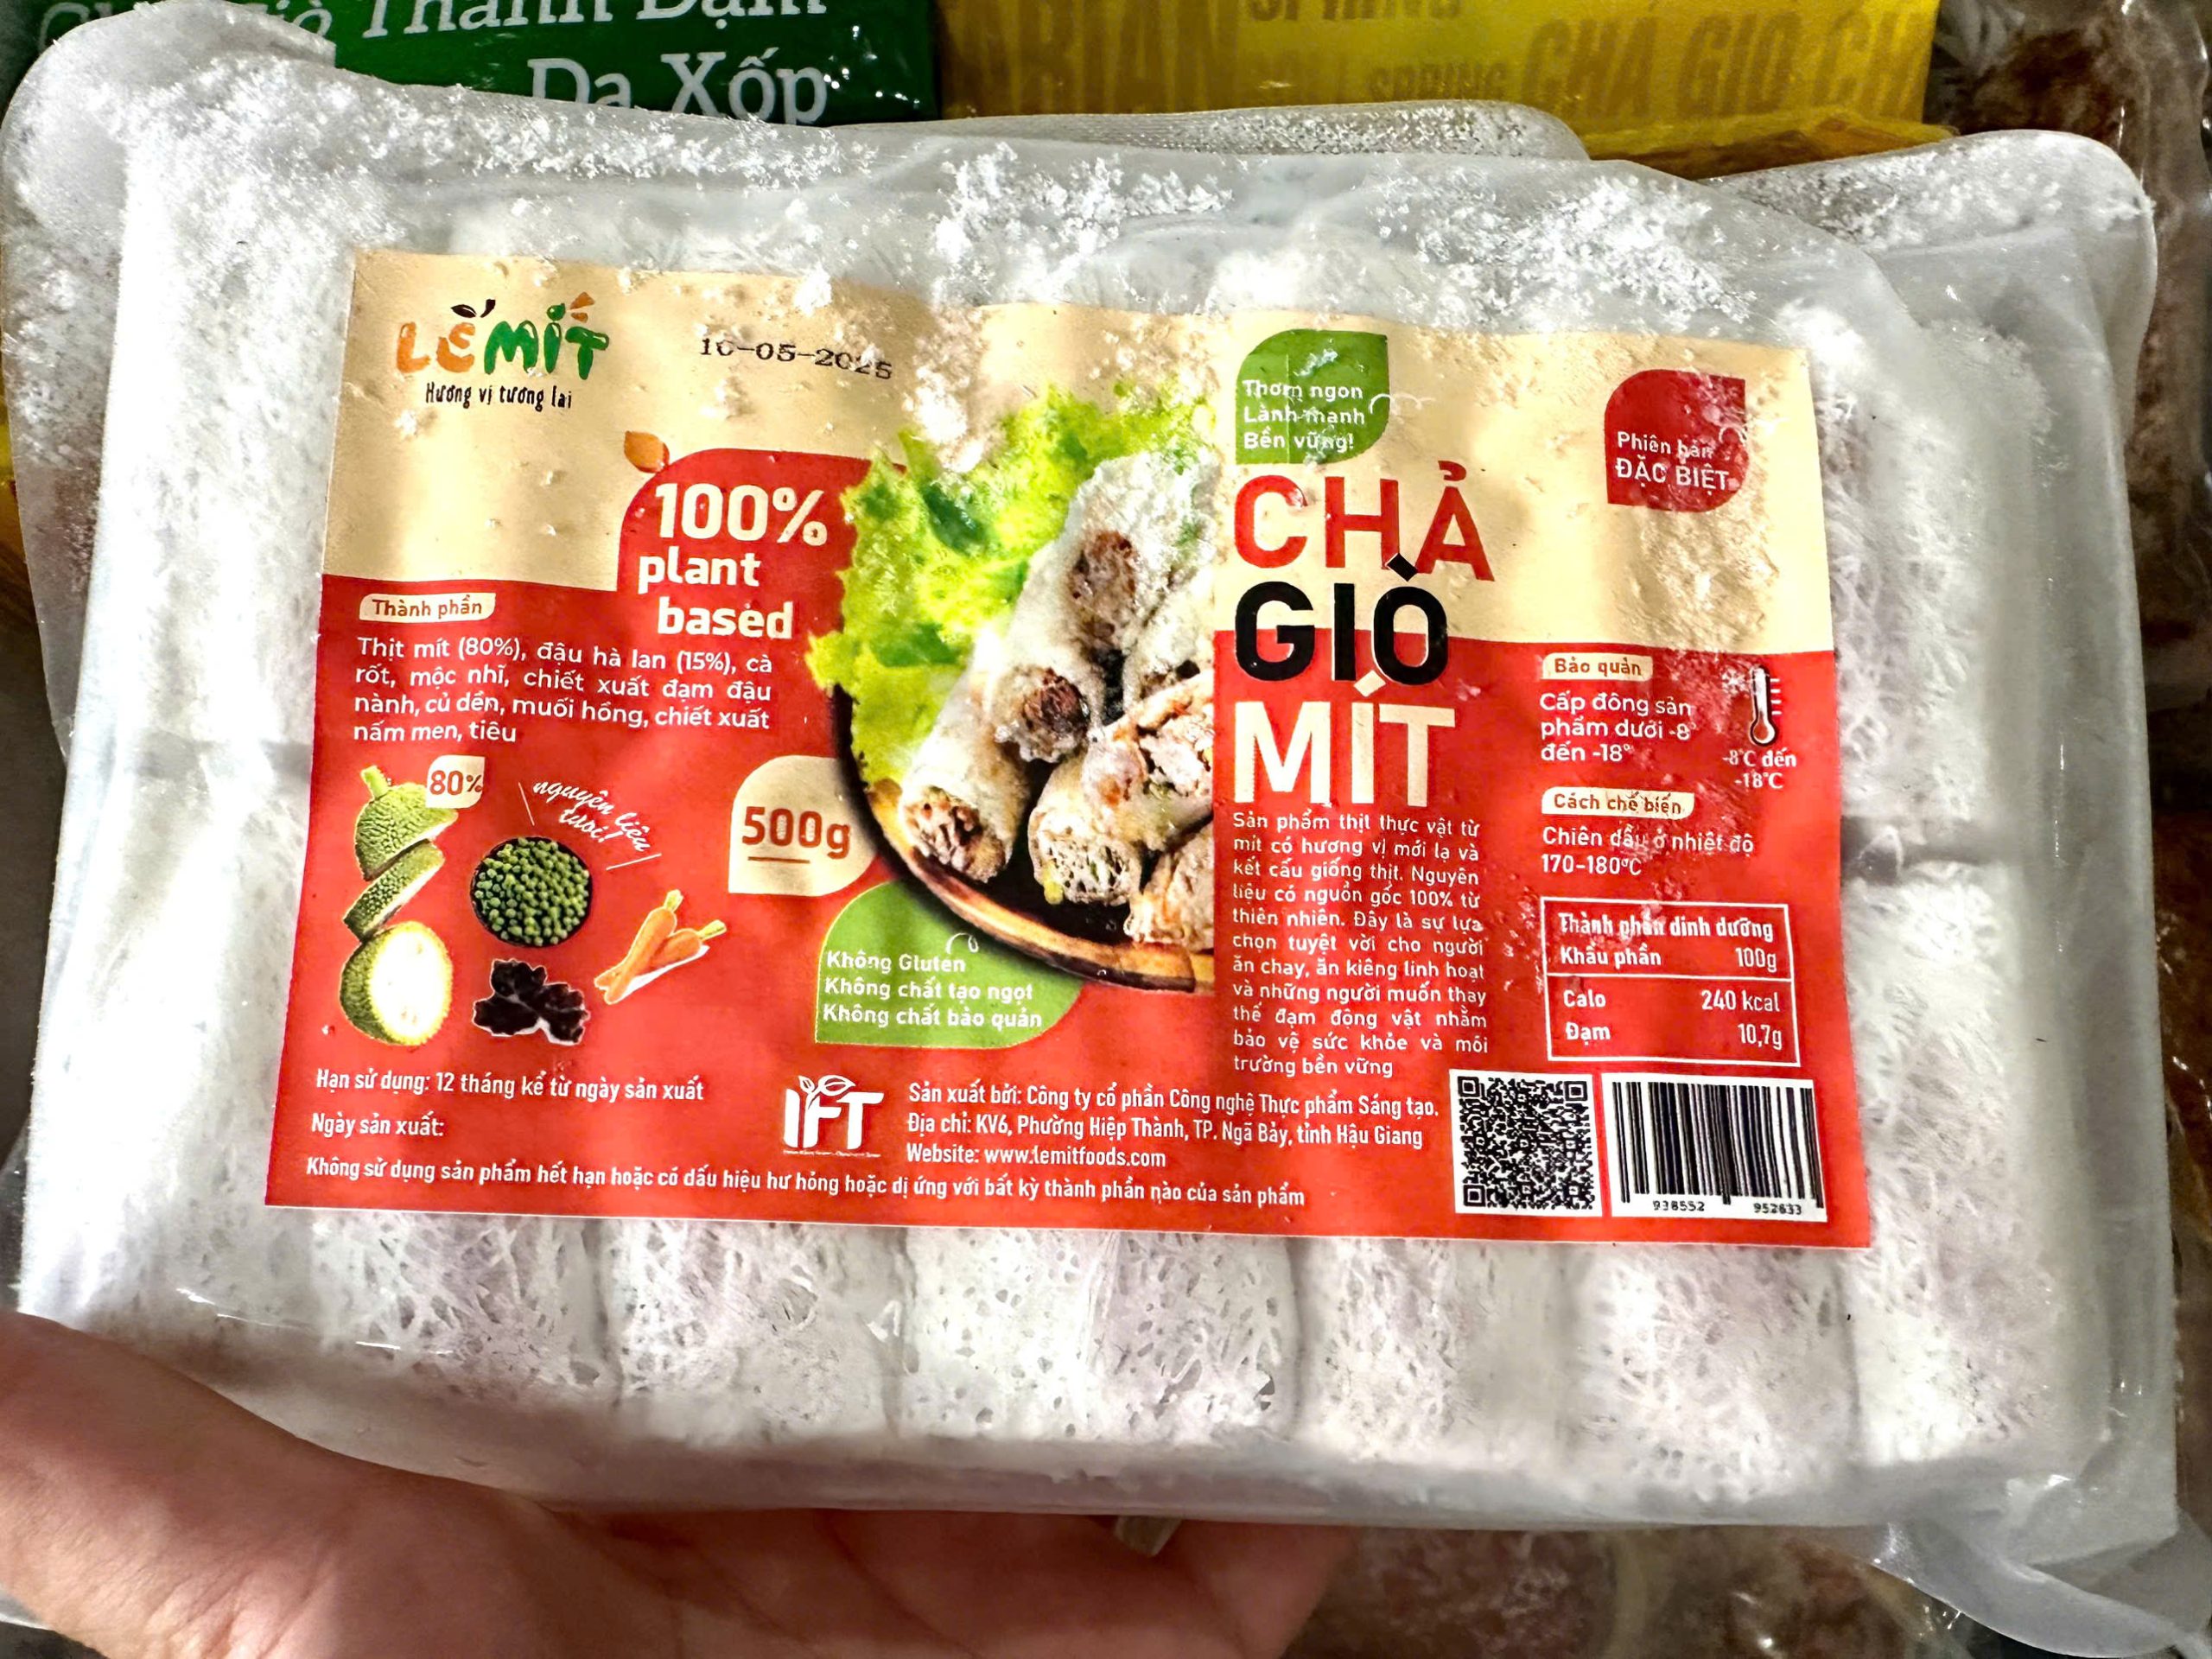 Thanh Đạm
Da Xốp
SPRING
CHẢ GIÒ
LÊMÍT
Hương vị tương lai
10-05-2025
100%
plant
based
Thành phần
Thịt mít (80%), đậu hà lan (15%), cà
rốt, mộc nhĩ, chiết xuất đạm đậu
nành, củ dền, muối hồng, chiết xuất
nấm men, tiêu
80%
nguyên liệu
tươi!
500g
Không Gluten
Không chất tạo ngọt
Không chất bảo quản
Thơm ngon
Lành mạnh
Bền vững!
CHẢ
GIÒ
MÍT
Sản phẩm thịt thực vật từ
mít có hương vị mới lạ và
kết cấu giống thịt. Nguyên
liệu có nguồn gốc 100% từ
thiên nhiên. Đây là sự lựa
chọn tuyệt vời cho người
ăn chay, ăn kiêng linh hoạt
và những người muốn thay
thế đạm động vật nhằm
bảo vệ sức khỏe và môi
trường bền vững
Phiên bản
ĐẶC BIỆT
Bảo quản
Cấp đông sản
phẩm dưới -8°
đến -18°
-8°C đến
-18°C
Cách chế biến
Chiên dầu ở nhiệt độ
170-180°C
Thành phần dinh dưỡng
Khẩu phần 100g
Calo 240 kcal
Đạm 10,7g
Hạn sử dụng: 12 tháng kể từ ngày sản xuất
Ngày sản xuất:
Không sử dụng sản phẩm hết hạn hoặc có dấu hiệu hư hỏng hoặc dị ứng với bất kỳ thành phần nào của sản phẩm
IFT
Sản xuất bởi: Công ty cổ phần Công nghệ Thực phẩm Sáng tạo.
Địa chỉ: KV6, Phường Hiệp Thành, TP. Ngã Bảy, tỉnh Hậu Giang
Website: www.lemitfoods.com
938552 952633